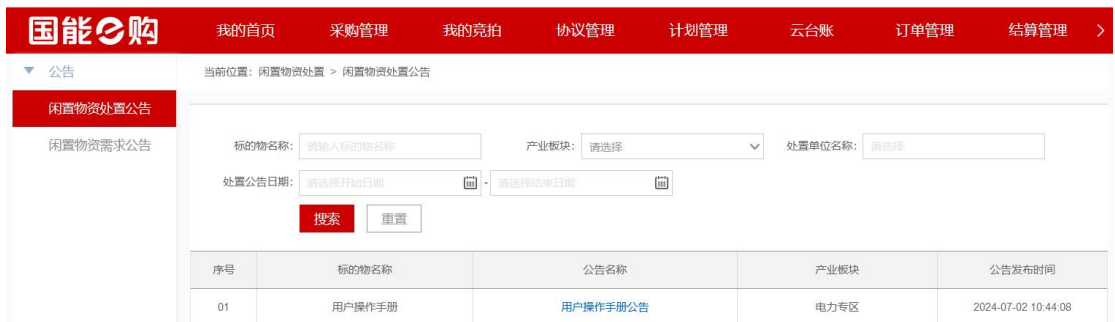 国能e购 我的首页 采购管理 我的竞拍 协议管理 计划管理 云台账 订单管理 结算管理 >
公告
当前位置：闲置物资处置 > 闲置物资处置公告
闲置物资处置公告
闲置物资需求公告
标的物名称： 请输入标的物名称 产业板块： 请选择 处置单位名称： 请选择
处置公告日期： 请选择开始日期 - 请选择结束日期
搜索 重置
序号 标的物名称 公告名称 产业板块 公告发布时间
01 用户操作手册 用户操作手册公告 电力专区 2024-07-02 10:44:08